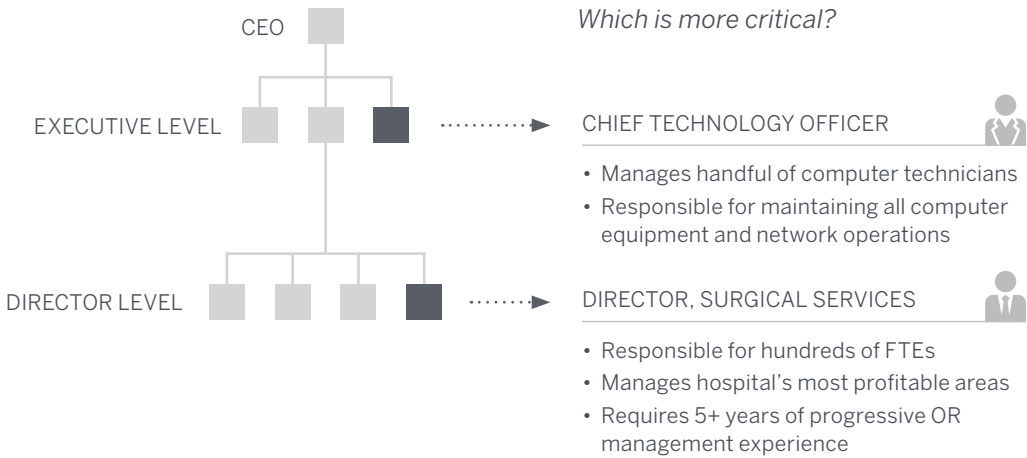 CEO
Which is more critical?
EXECUTIVE LEVEL
CHIEF TECHNOLOGY OFFICER
• Manages handful of computer technicians
• Responsible for maintaining all computer
equipment and network operations
DIRECTOR LEVEL
DIRECTOR, SURGICAL SERVICES
• Responsible for hundreds of FTEs
• Manages hospital’s most profitable areas
• Requires 5+ years of progressive OR
management experience